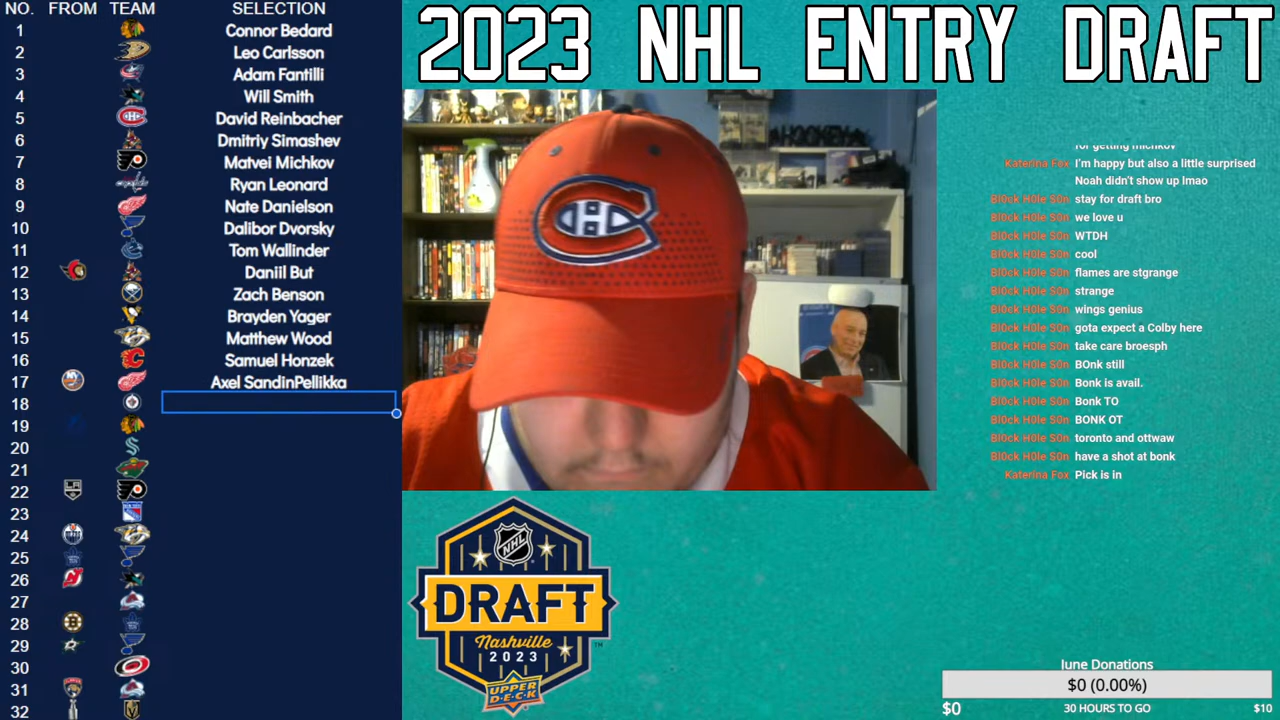 NO. FROM TEAM SELECTION
2023 NHL ENTRY DRAFT
1 Connor Bedard
2 Leo Carlsson
3 Adam Fantilli
4 Will Smith
5 David Reinbacher
6 Dmitriy Simashev
7 Matvei Michkov
8 Ryan Leonard
9 Nate Danielson
10 Dalibor Dvorsky
11 Tom Wallinder
12 Daniil But
13 Zach Benson
14 Brayden Yager
15 Matthew Wood
16 Samuel Honzek
17 Axel SandinPellikka
18
19
20
21
22
23
24
25
26
27
28
29
30
31
32
for getting michkov
Katerina Fox I'm happy but also a little surprised
Noah didn't show up lmao
Bl0ck H0le S0n stay for draft bro
Bl0ck H0le S0n we love u
Bl0ck H0le S0n WTDH
Bl0ck H0le S0n cool
Bl0ck H0le S0n flames are stgrange
Bl0ck H0le S0n strange
Bl0ck H0le S0n wings genius
Bl0ck H0le S0n gota expect a Colby here
Bl0ck H0le S0n take care broesph
Bl0ck H0le S0n BOnk still
Bl0ck H0le S0n Bonk is avail.
Bl0ck H0le S0n Bonk TO
Bl0ck H0le S0n BONK OT
Bl0ck H0le S0n toronto and ottwaw
Bl0ck H0le S0n have a shot at bonk
Katerina Fox Pick is in
NHL
DRAFT
Nashville
2023
UPPER
DECK
June Donations
$0 (0.00%)
$0 30 HOURS TO GO $10